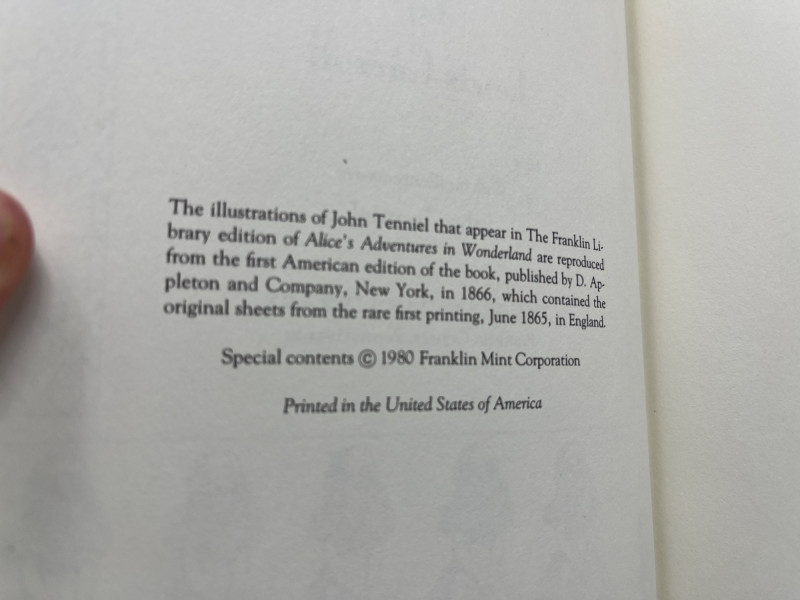 The illustrations of John Tenniel that appear in The Franklin Li-
brary edition of Alice's Adventures in Wonderland are reproduced
from the first American edition of the book, published by D. Ap-
pleton and Company, New York, in 1866, which contained the
original sheets from the rare first printing, June 1865, in England.
Special contents © 1980 Franklin Mint Corporation
Printed in the United States of America